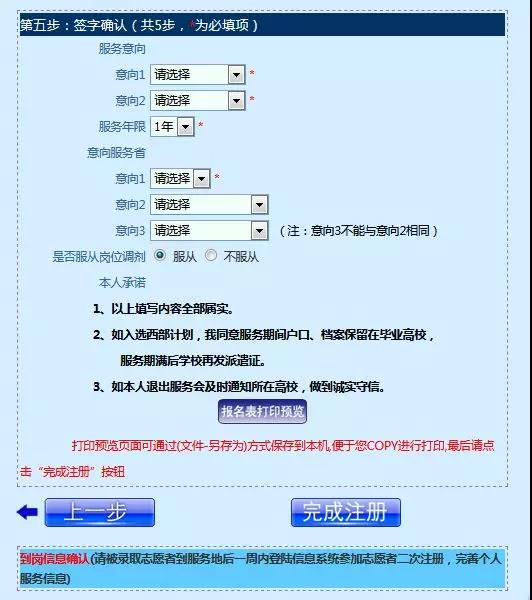 第五步：签字确认（共5步，*为必填项）
服务意向
意向1 请选择 *
意向2 请选择 *
服务年限 1年 *
意向服务省
意向1 请选择 *
意向2 请选择
意向3 请选择 （注：意向3不能与意向2相同）
是否服从岗位调剂 服从 不服从
本人承诺
1、以上填写内容全部属实。
2、如入选西部计划，我同意服务期间户口、档案保留在毕业高校，
服务期满后学校再发派遣证。
3、如本人退出服务会及时通知所在高校，做到诚实守信。
报名表打印预览
打印预览页面可通过(文件-另存为)方式保存到本机,便于您COPY进行打印,最后请点
击“完成注册”按钮
上一步 完成注册
到岗信息确认(请被录取志愿者到服务地后一周内登陆信息系统参加志愿者二次注册，完善个人
服务信息)